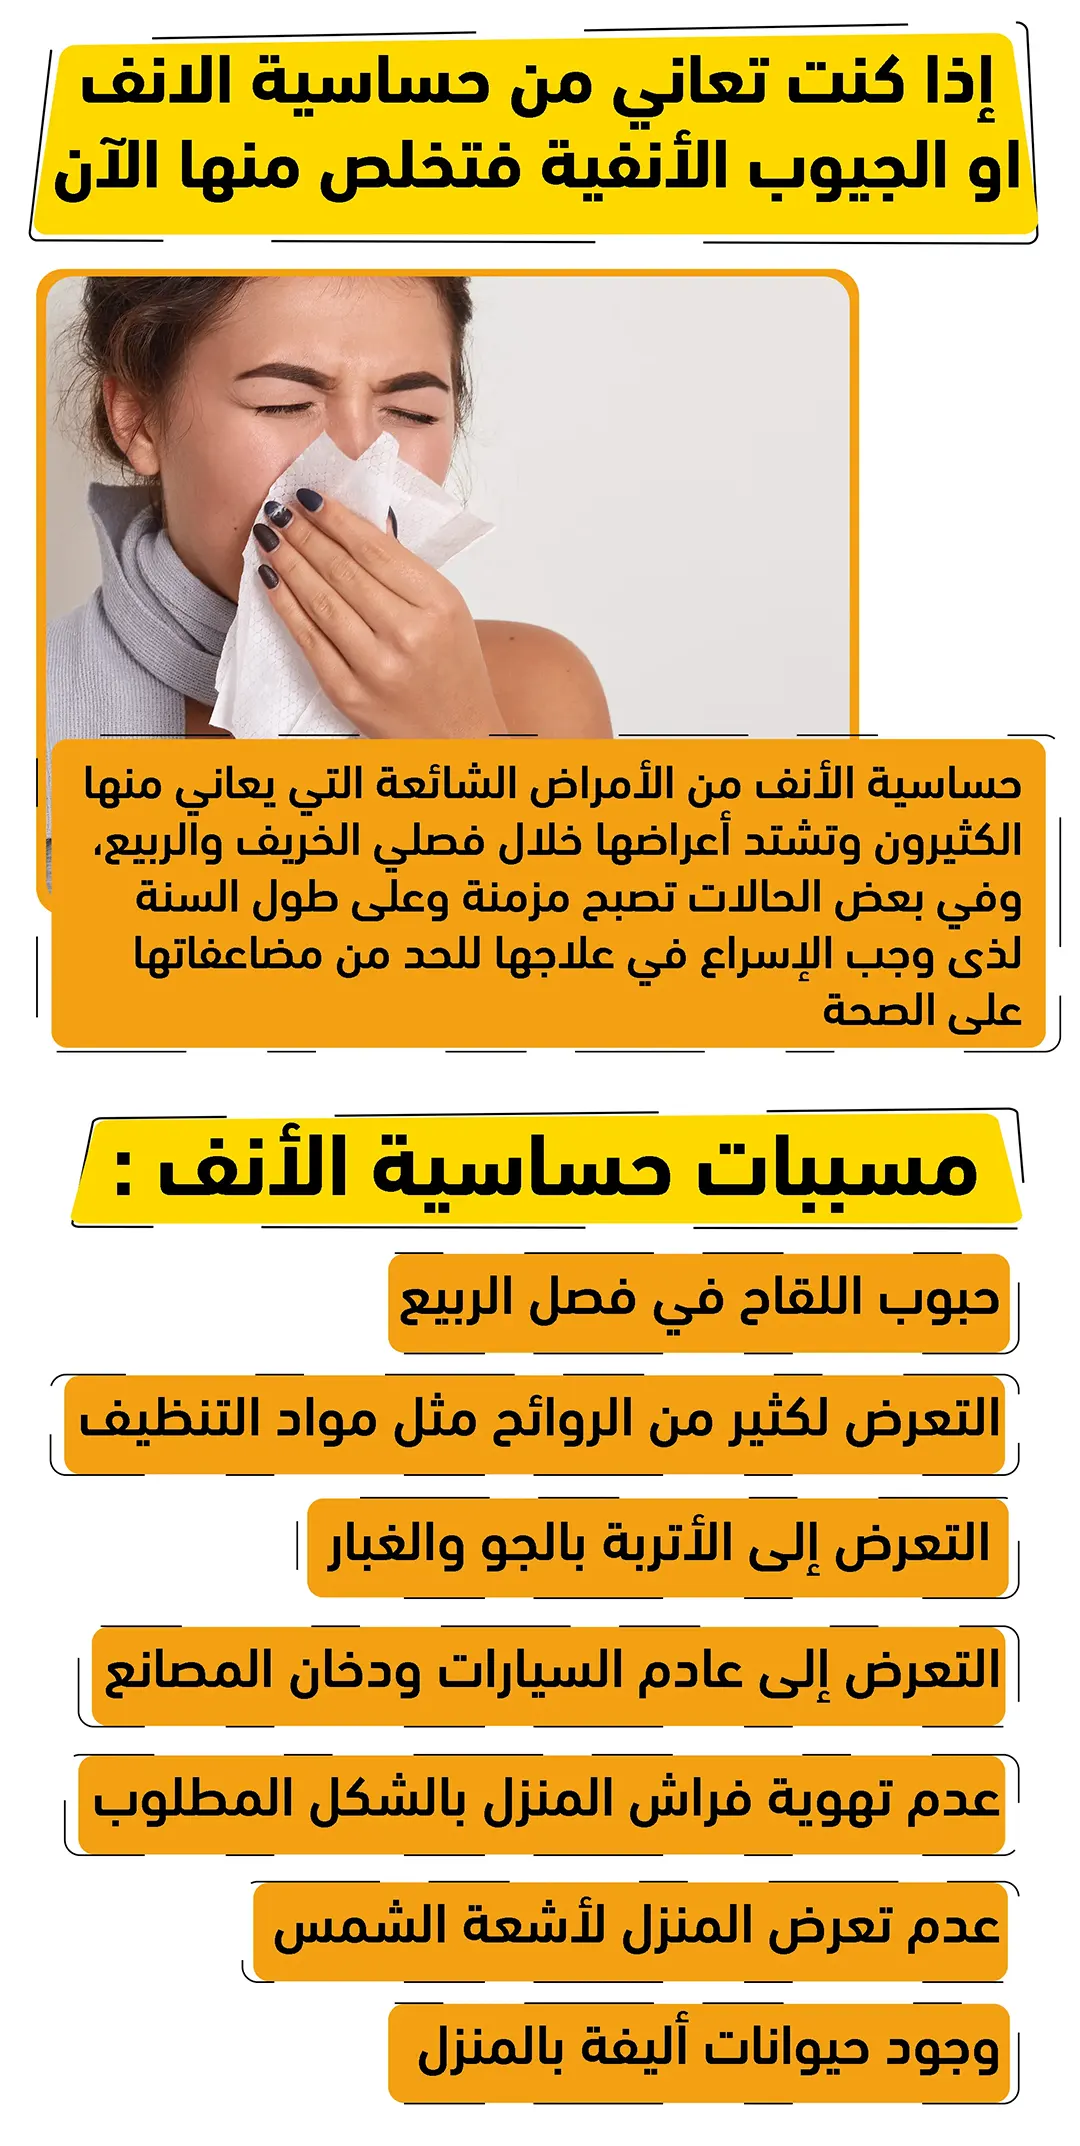 إذا كنت تعاني من حساسية الانف
او الجيوب الأنفية فتخلص منها الآن
حساسية الأنف من الأمراض الشائعة التي يعاني منها
الكثيرون وتشتد أعراضها خلال فصلي الخريف والربيع،
وفي بعض الحالات تصبح مزمنة وعلى طول السنة
لذى وجب الإسراع في علاجها للحد من مضاعفاتها
على الصحة
مسببات حساسية الأنف :
حبوب اللقاح في فصل الربيع
التعرض لكثير من الروائح مثل مواد التنظيف
التعرض إلى الأتربة بالجو والغبار
التعرض إلى عادم السيارات ودخان المصانع
عدم تهوية فراش المنزل بالشكل المطلوب
عدم تعرض المنزل لأشعة الشمس
وجود حيوانات أليفة بالمنزل